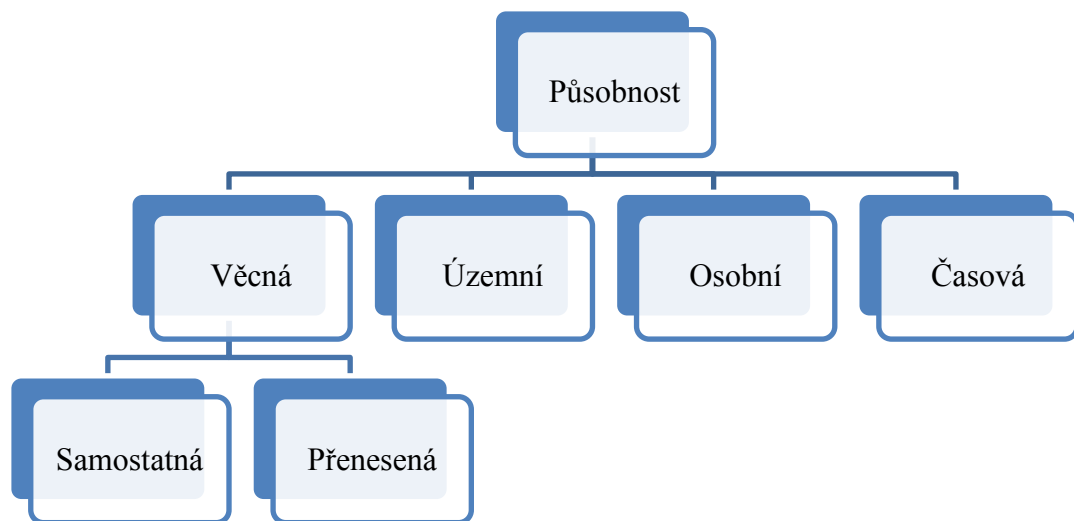 Působnost
Věcná
Územní
Osobní
Časová
Samostatná
Přenesená